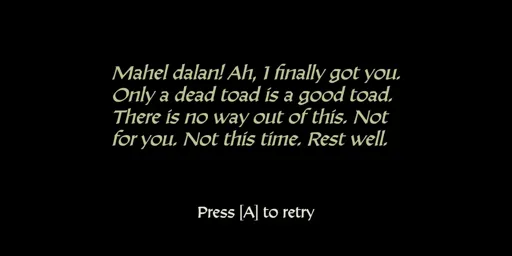 Mahel dalan! Ah, I finally got you.
Only a dead toad is a good toad.
There is no way out of this. Not
for you. Not this time. Rest well.
Press [A] to retry